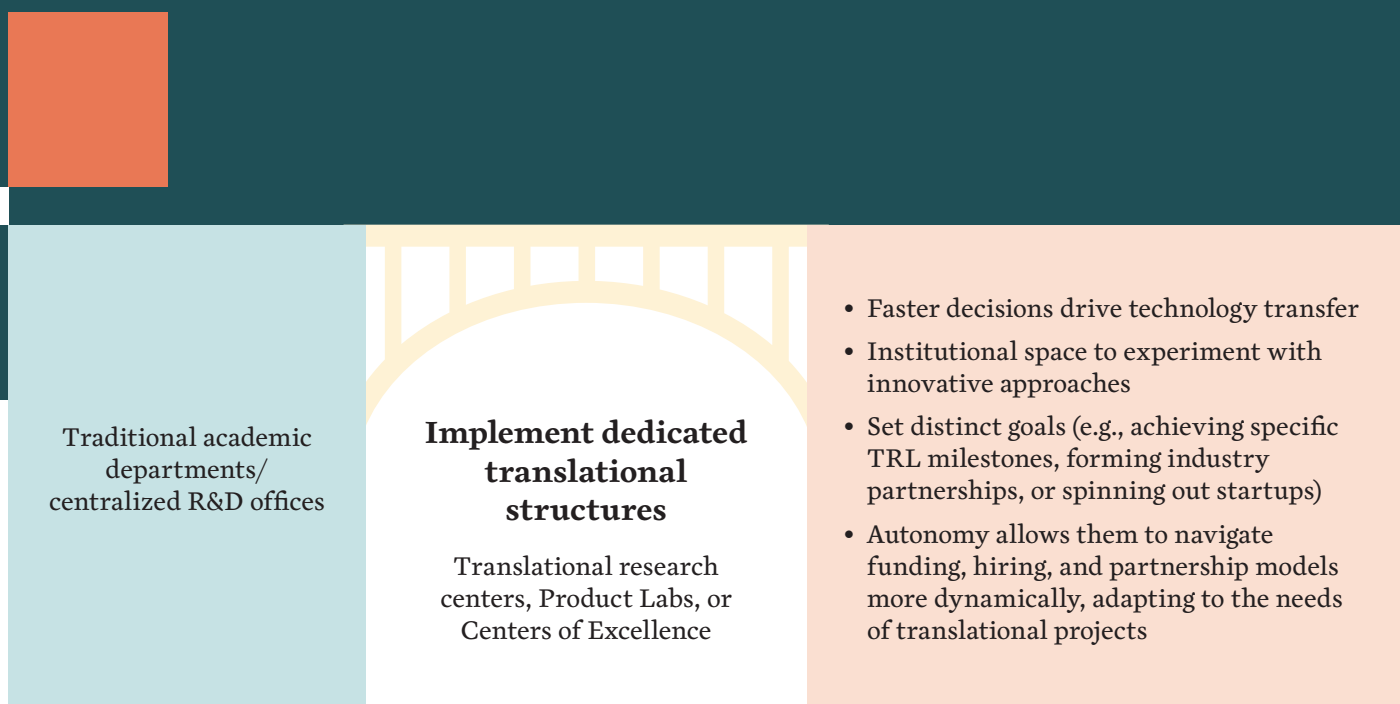 Traditional academic
departments/
centralized R&D offices
Implement dedicated
translational
structures
Translational research
centers, Product Labs, or
Centers of Excellence
• Faster decisions drive technology transfer
• Institutional space to experiment with
innovative approaches
• Set distinct goals (e.g., achieving specific
TRL milestones, forming industry
partnerships, or spinning out startups)
• Autonomy allows them to navigate
funding, hiring, and partnership models
more dynamically, adapting to the needs
of translational projects